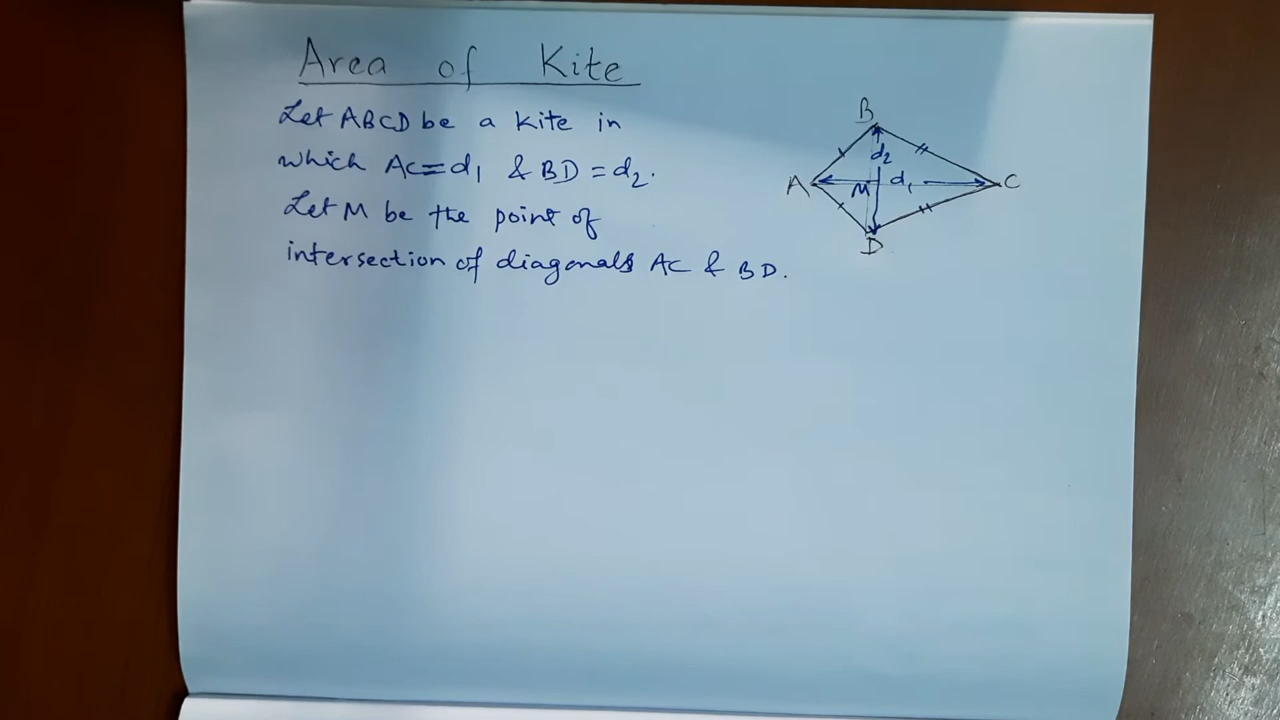 Area of Kite
Let ABCD be a kite in
which AC=d₁ & BD=d₂.
Let M be the point of
intersection of diagonals AC & BD.
B
d₂
A
M
d₁
C
D